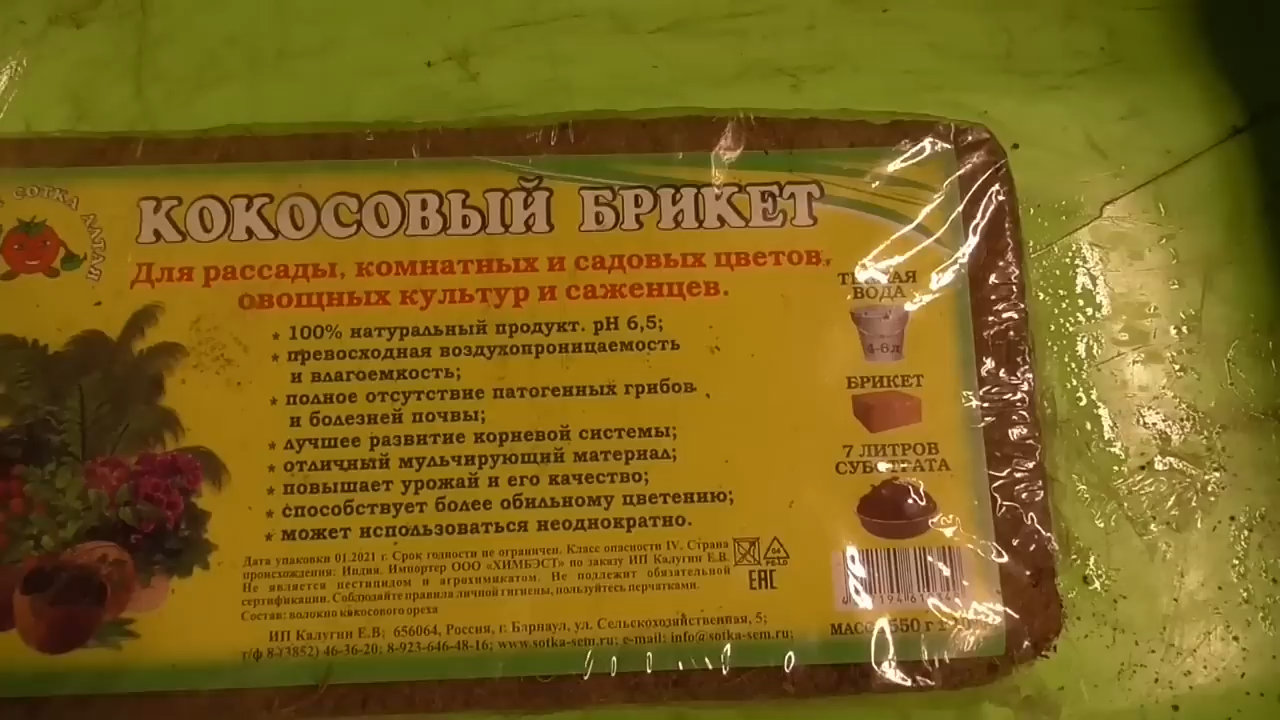 СОТКА АЛТАЯ
КОКОСОВЫЙ БРИКЕТ
Для рассады, комнатных и садовых цветов,
овощных культур и саженцев.
* 100% натуральный продукт. pH 6,5;
* превосходная воздухопроницаемость
и влагоемкость;
* полное отсутствие патогенных грибов
и болезней почвы;
* лучшее развитие корневой системы;
* отличный мульчирующий материал;
* повышает урожай и его качество;
* способствует более обильному цветению;
* может использоваться неоднократно.
Дата упаковки 01.2021 г. Срок годности не ограничен. Класс опасности IV. Страна
происхождения: Индия. Импортер ООО «ХИМБЭСТ» по заказу ИП Калугин Е.В.
Не является пестицидом и агрохимикатом. Не подлежит обязательной
сертификации. Соблюдайте правила личной гигиены, пользуйтесь перчатками.
Состав: волокно кокосового ореха
ИП Калугин Е.В; 656064, Россия, г. Барнаул, ул. Сельскохозяйственная, 5;
т/ф 8-(3852) 46-36-20; 8-923-646-48-16; www.sotka-sem.ru; e-mail: info@sotka-sem.ru;
04
EAC
ВОДА
4-6л
БРИКЕТ
7 ЛИТРОВ
СУБСТРАТА
550 г